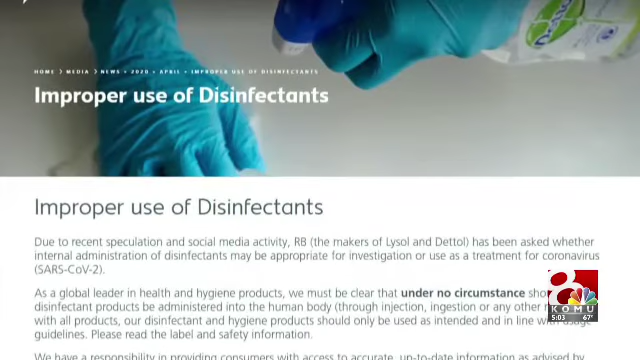 HOME > MEDIA > NEWS • 2020 • APRIL • IMPROPER USE OF DISINFECTANTS
Improper use of Disinfectants
Dettol
Improper use of Disinfectants
Due to recent speculation and social media activity, RB (the makers of Lysol and Dettol) has been asked whether
internal administration of disinfectants may be appropriate for investigation or use as a treatment for coronavirus
(SARS-CoV-2).
As a global leader in health and hygiene products, we must be clear that under no circumstance
disinfectant products be administered into the human body (through injection, ingestion or any other
with all products, our disinfectant and hygiene products should only be used as intended and in line with usage
guidelines. Please read the label and safety information.
We have a responsibility in providing consumers with access to accurate, up-to-date information as advised by
8
KOMU
5:03 67°